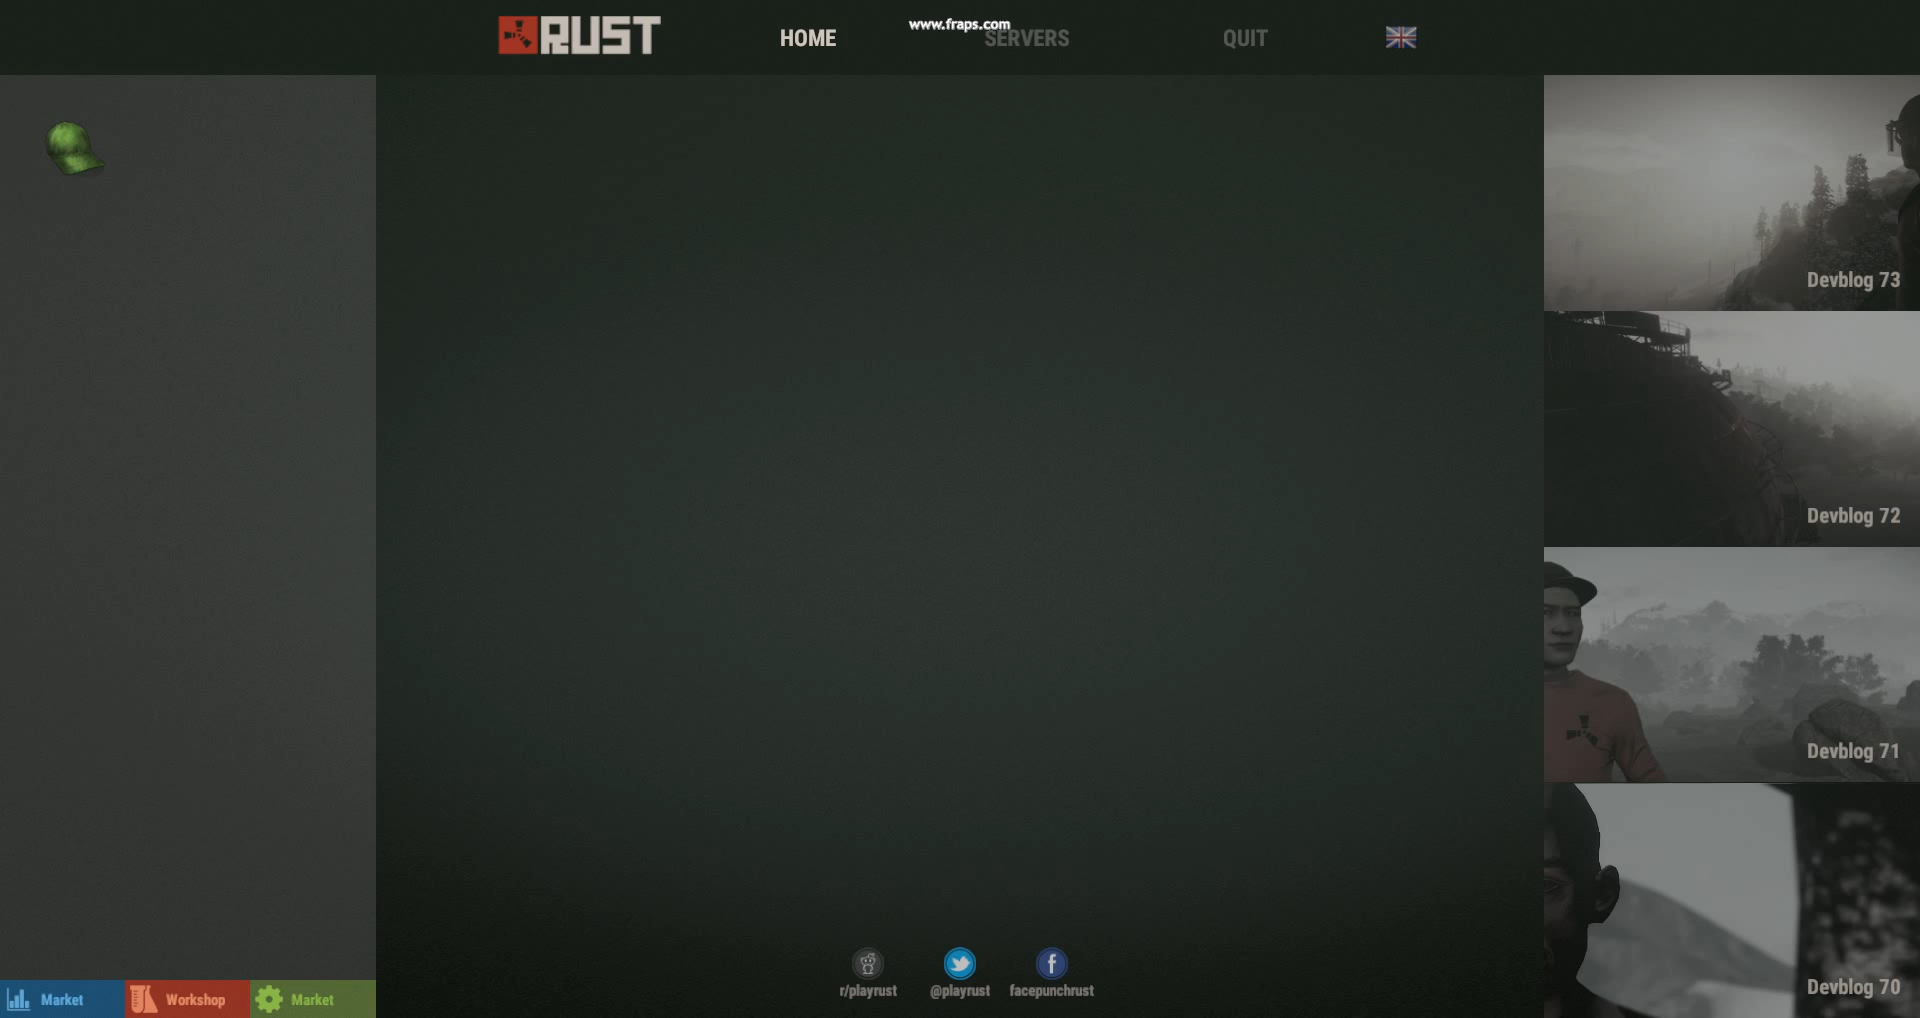 RUST
HOME
www.fraps.com
SERVERS
QUIT
Devblog 73
Devblog 72
Devblog 71
Devblog 70
r/playrust
@playrust
facepunchrust
Market
Workshop
Market